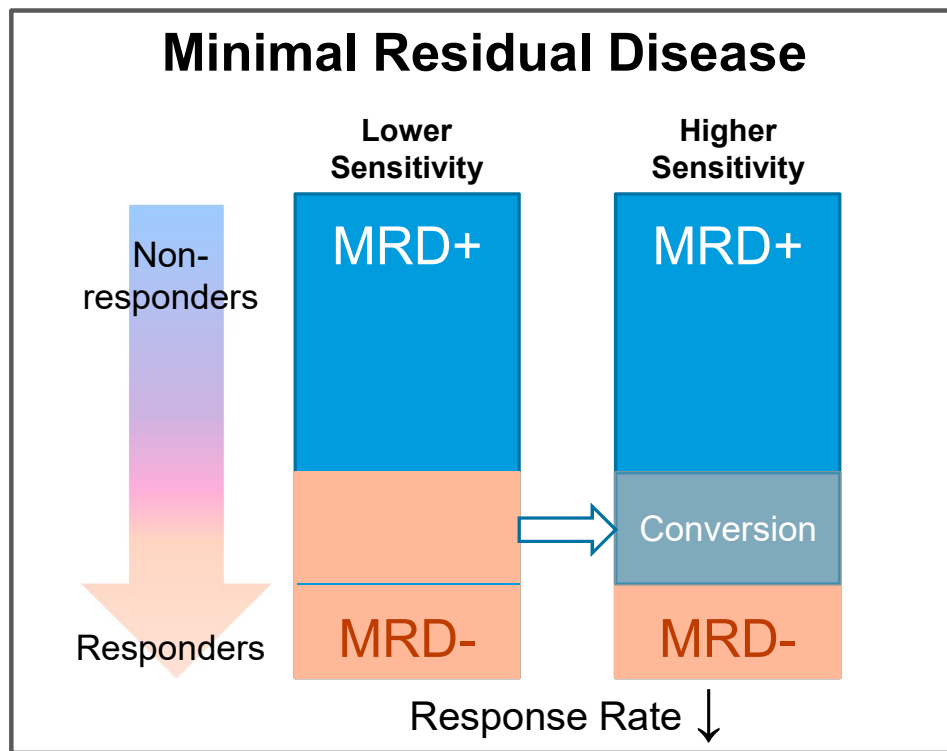 Minimal Residual Disease
Lower
Sensitivity
Higher
Sensitivity
Non-
responders
MRD+
MRD+
Conversion
Responders
MRD-
MRD-
Response Rate ↓